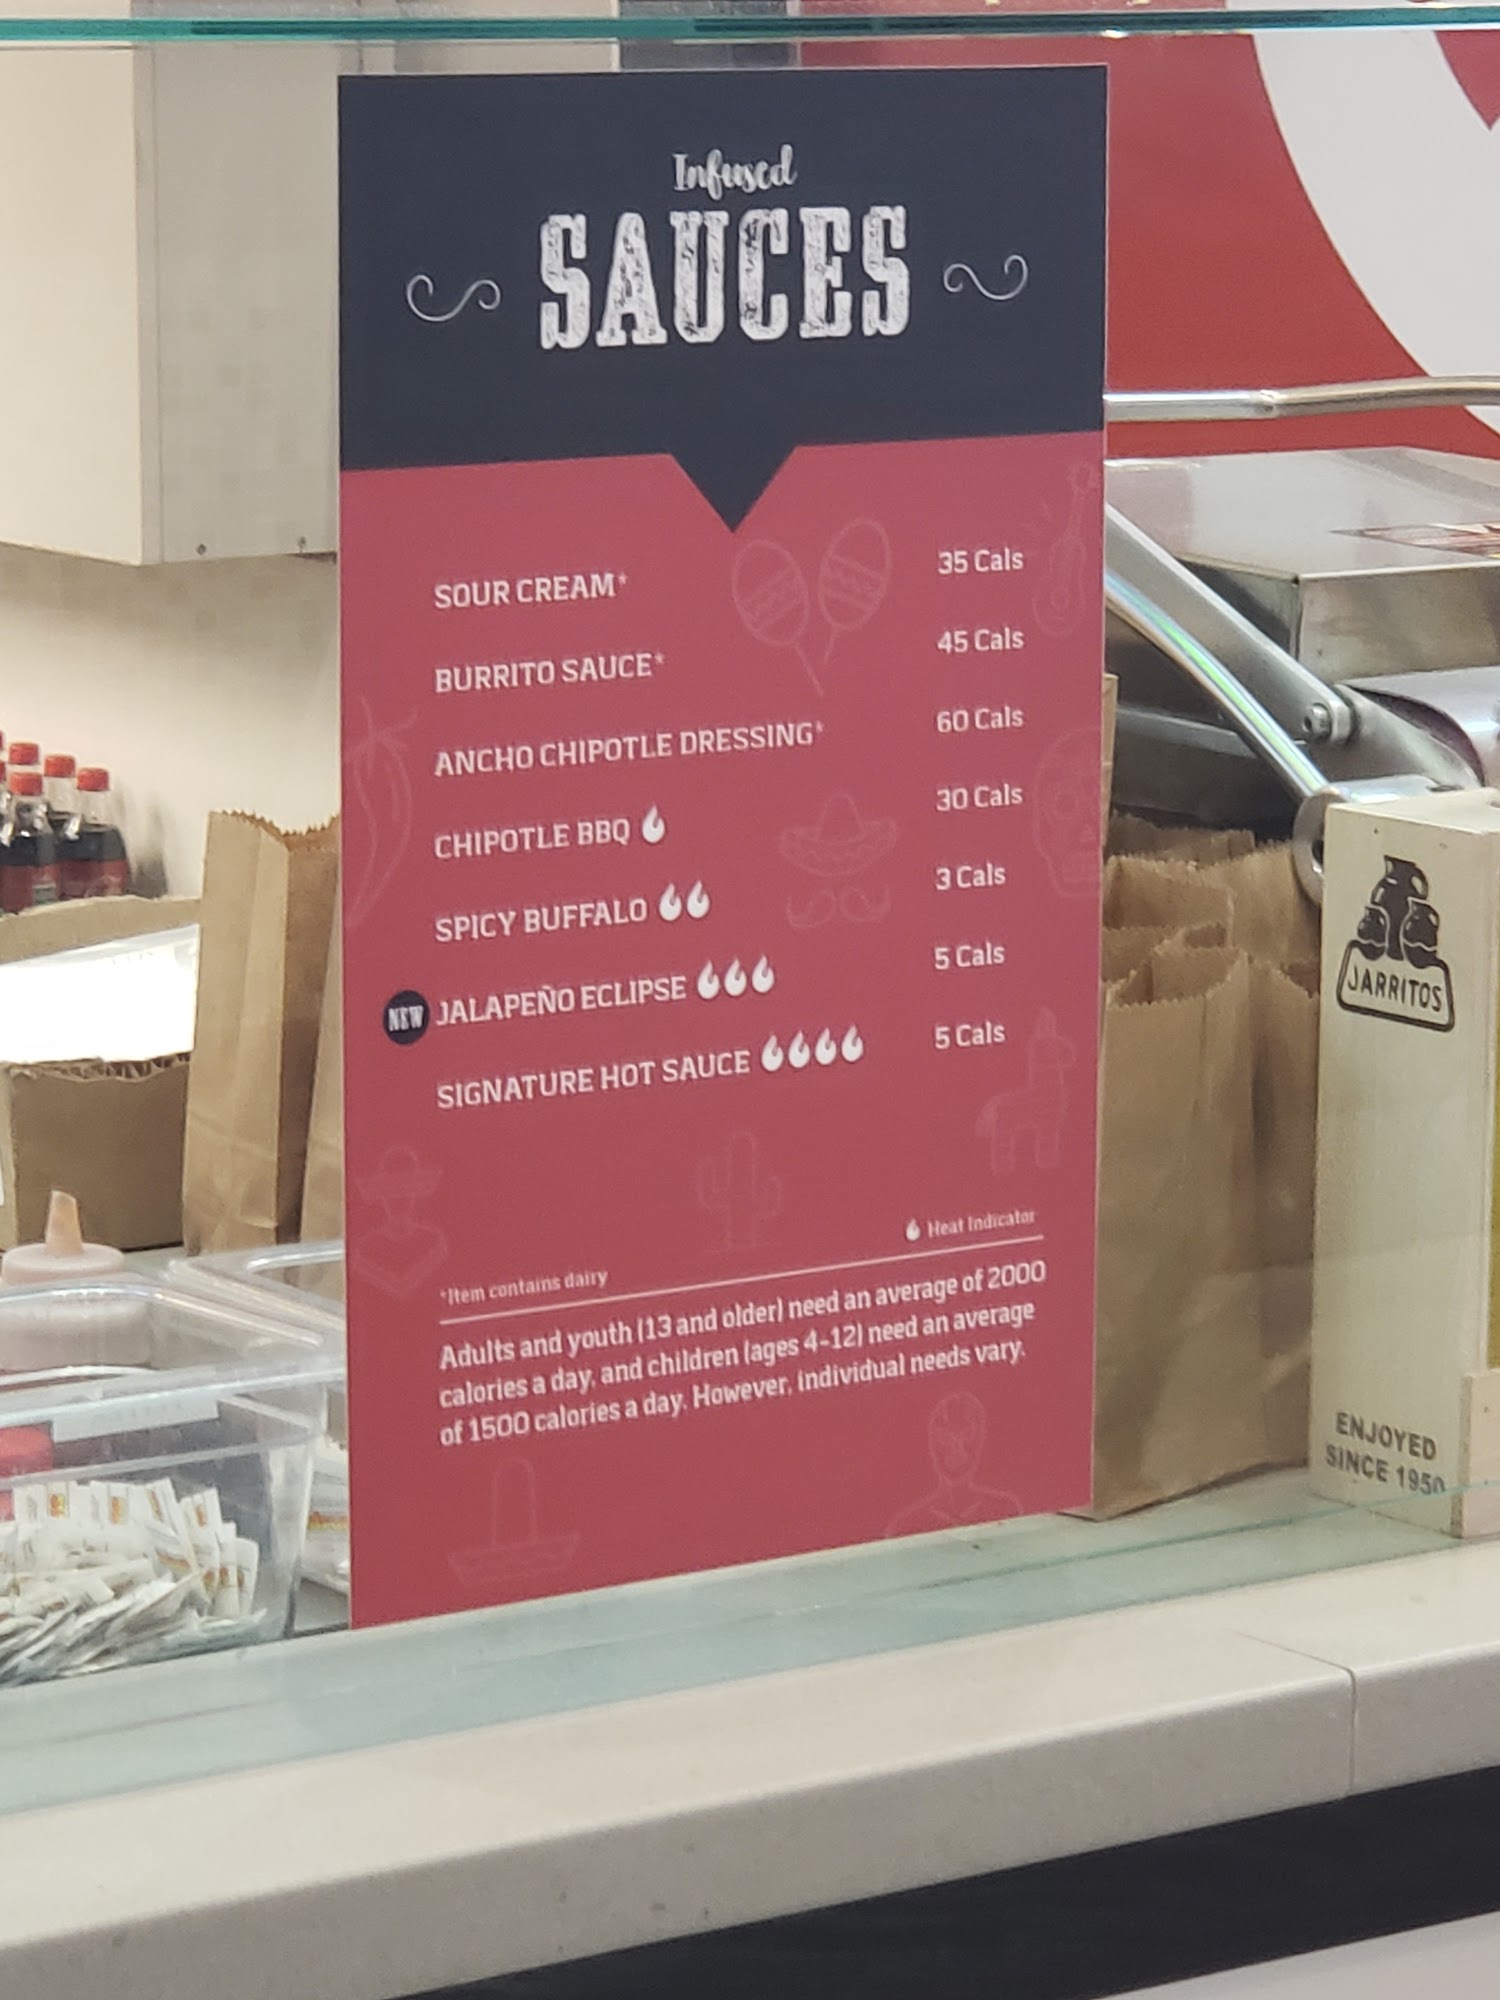 Infused
SAUCES
SOUR CREAM* 35 Cals
BURRITO SAUCE* 45 Cals
ANCHO CHIPOTLE DRESSING* 60 Cals
CHIPOTLE BBQ 30 Cals
SPICY BUFFALO 3 Cals
NEW JALAPEÑO ECLIPSE 5 Cals
SIGNATURE HOT SAUCE 5 Cals
Heat Indicator
*Item contains dairy
Adults and youth (13 and older) need an average of 2000
calories a day, and children (ages 4-12) need an average
of 1500 calories a day. However, individual needs vary.
JARRITOS
ENJOYED
SINCE 1950